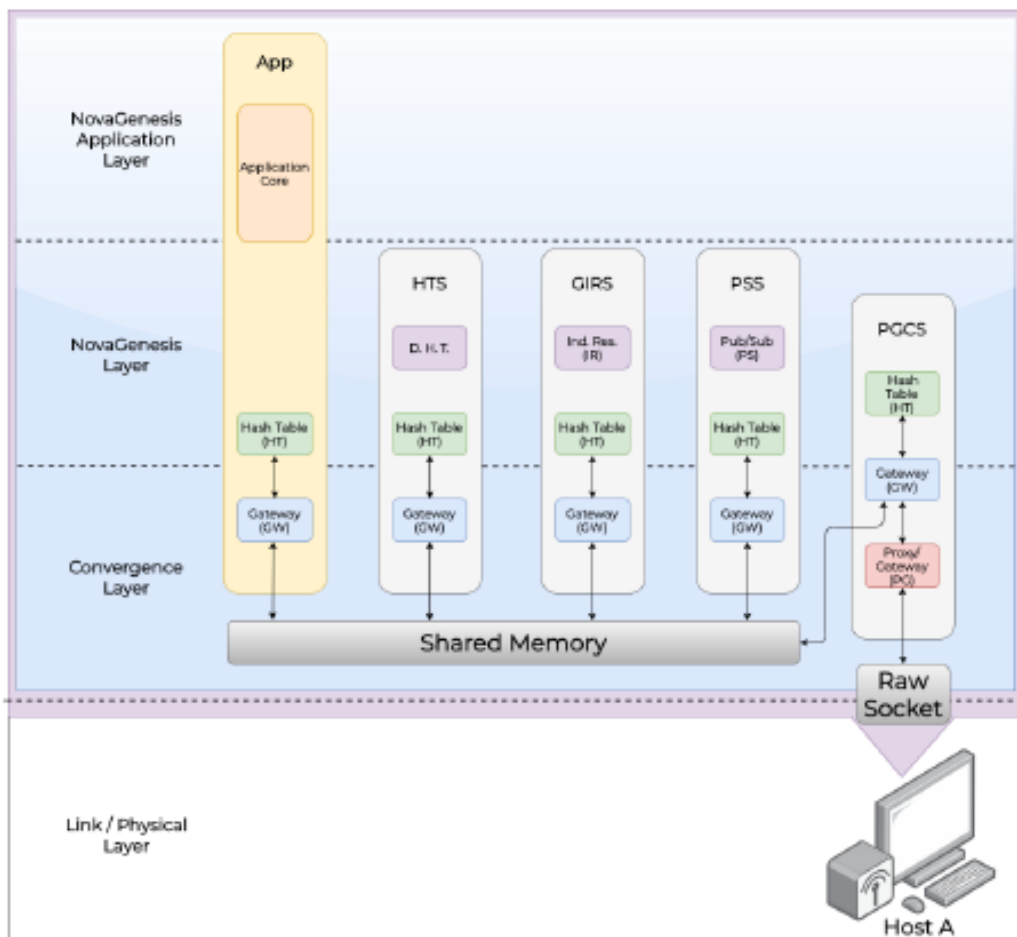 App
NovaGenesis
Application
Layer
Application
Core
HTS
GIRS
PSS
PGCS
NovaGenesis
Layer
D. H. T.
Ind. Res.
(IR)
Pub/Sub
(PS)
Hash
Table
(HT)
Hash Table
(HT)
Hash Table
(HT)
Hash Table
(HT)
Hash Table
(HT)
Gateway
(GW)
Gateway
(GW)
Gateway
(GW)
Gateway
(GW)
Gateway
(GW)
Convergence
Layer
Proxy/
Gateway
(PG)
Shared Memory
Raw
Socket
Link / Physical
Layer
Host A